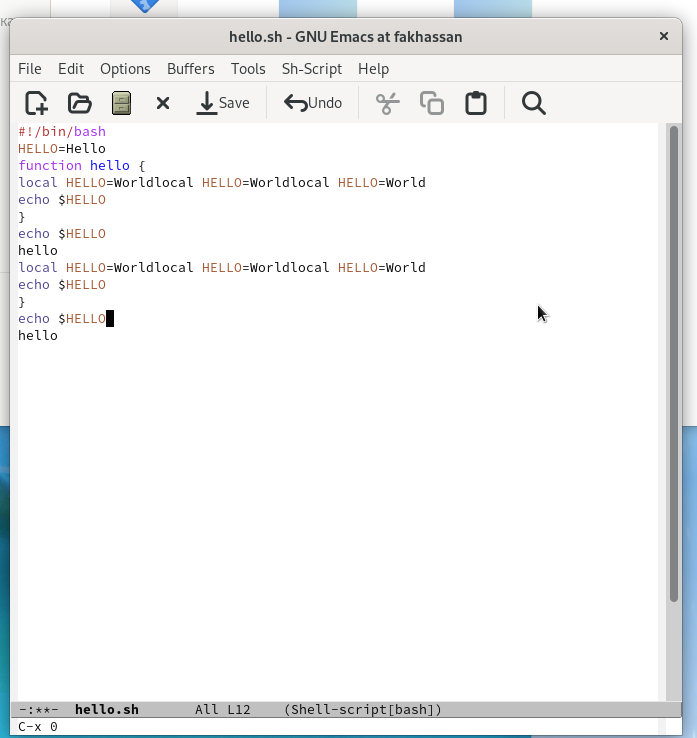 hello.sh - GNU Emacs at fakhassan
File Edit Options Buffers Tools Sh-Script Help
Save Undo
#!/bin/bash
HELLO=Hello
function hello {
local HELLO=Worldlocal HELLO=Worldlocal HELLO=World
echo $HELLO
}
echo $HELLO
hello
local HELLO=Worldlocal HELLO=Worldlocal HELLO=World
echo $HELLO
}
echo $HELLO
hello
-:**- hello.sh All L12 (Shell-script[bash])
C-x 0